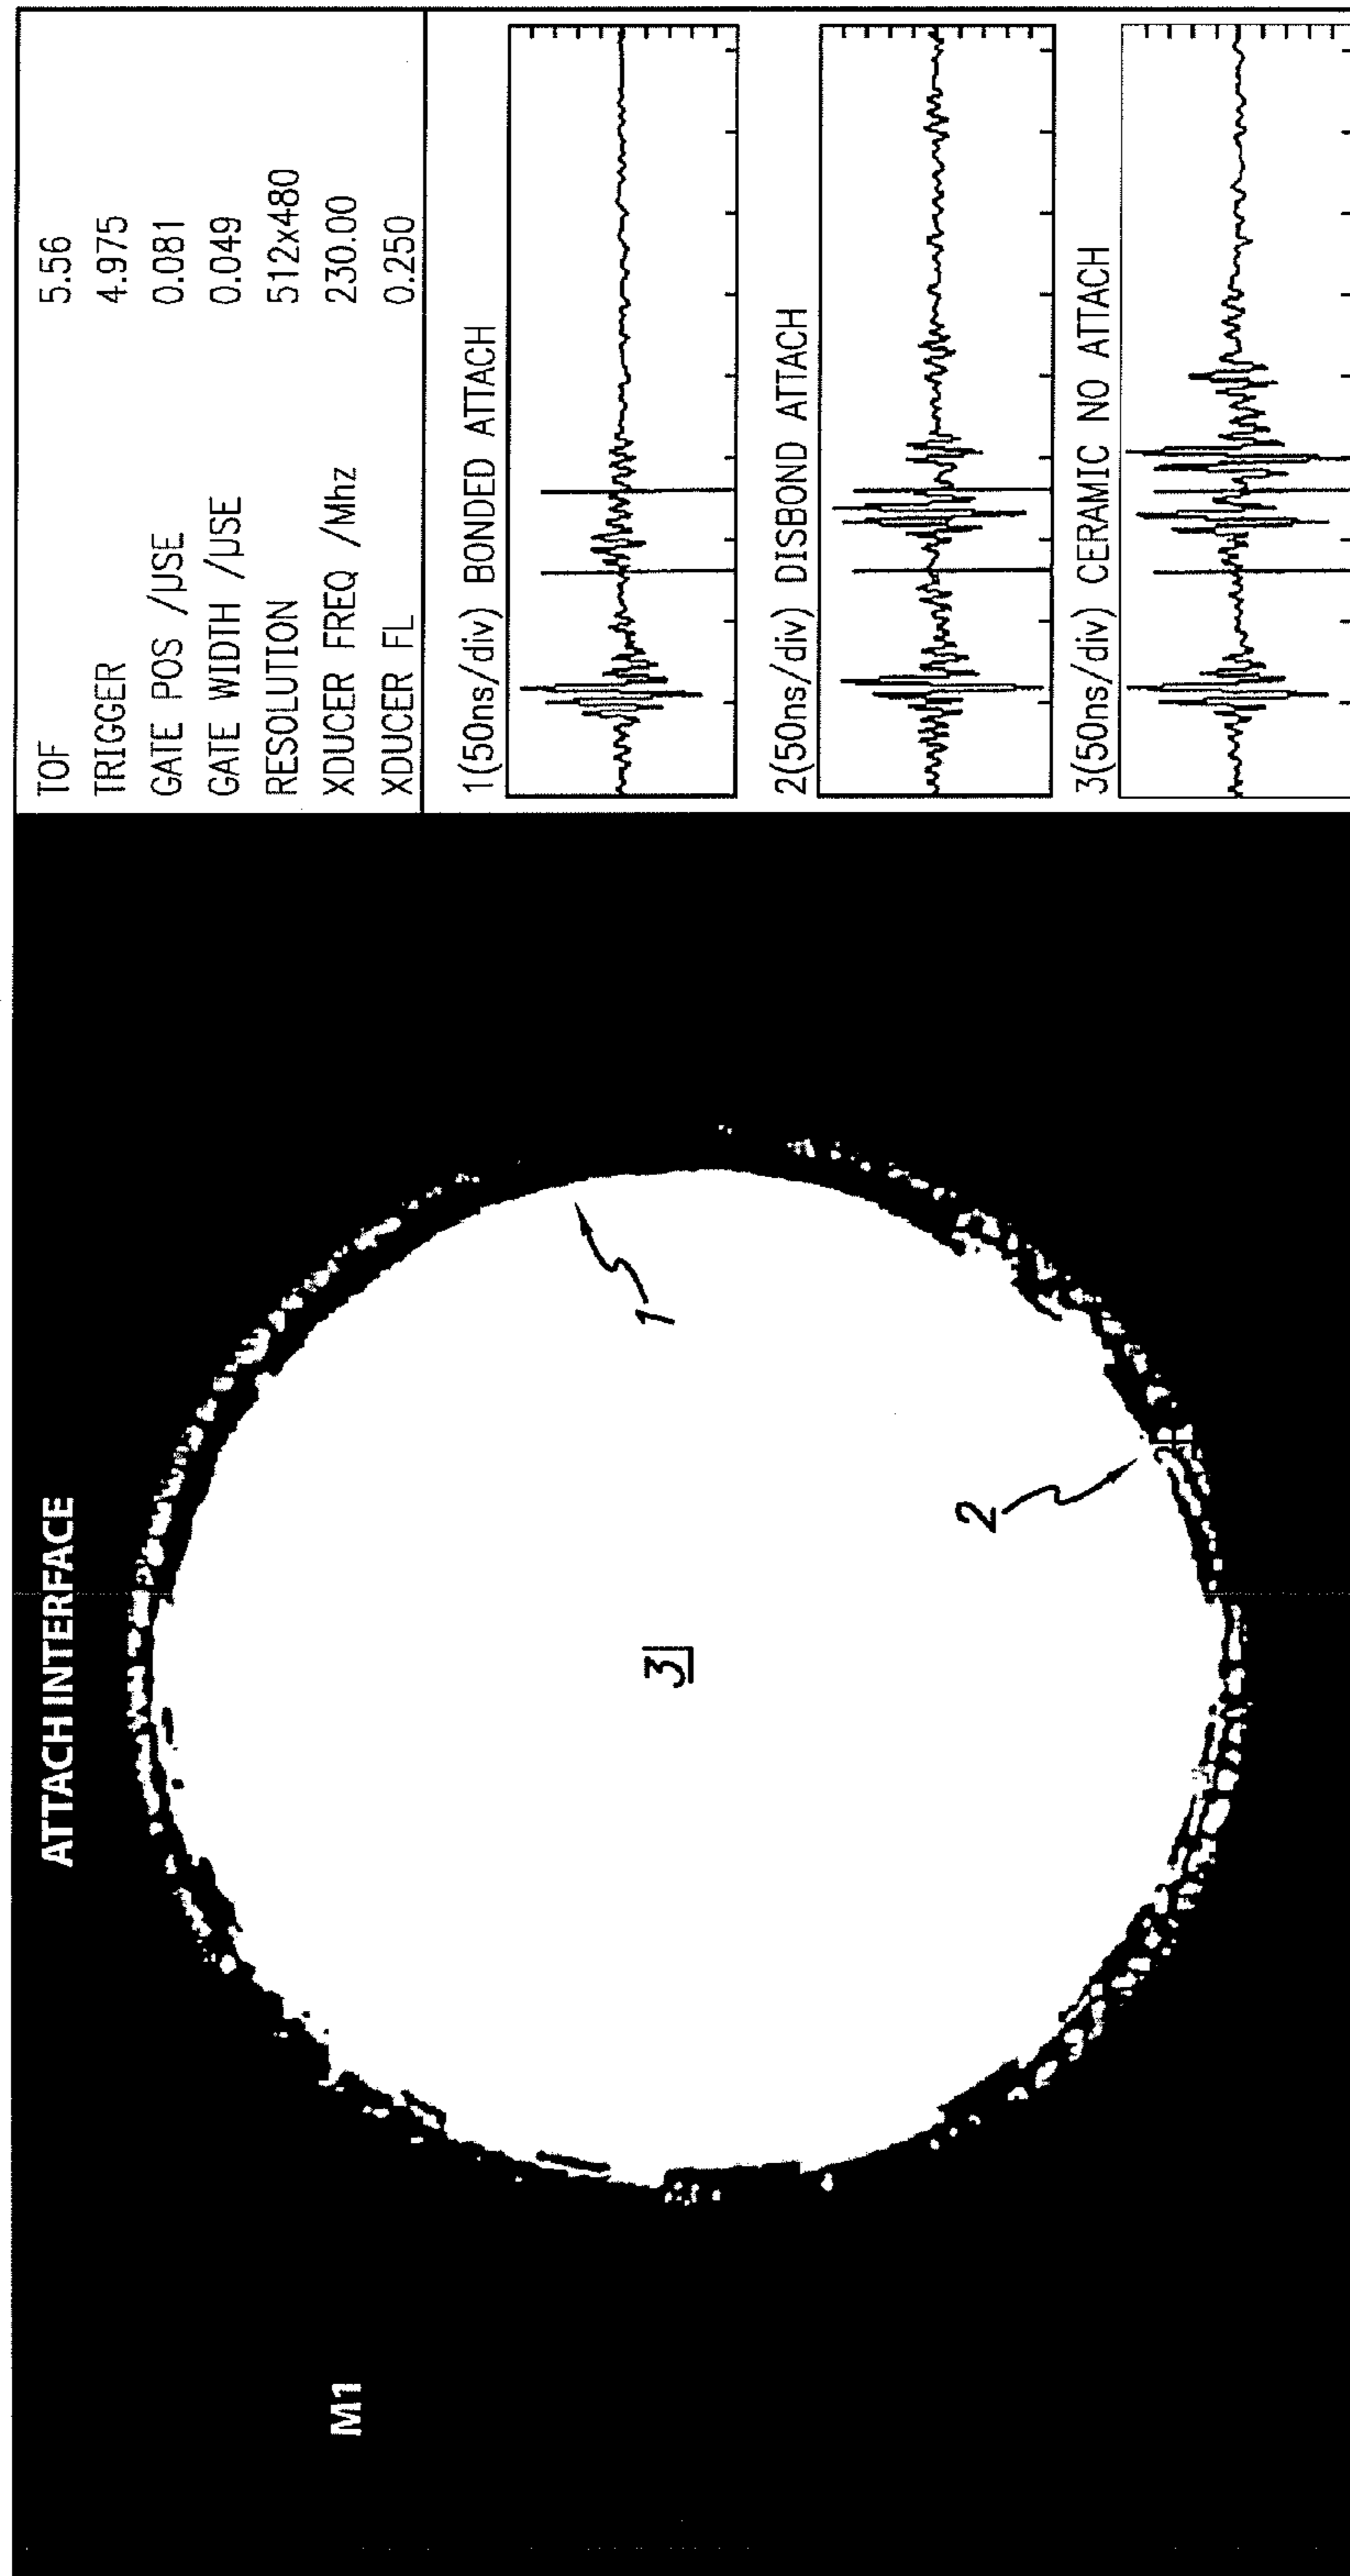 ATTACH INTERFACE
M1
1
2
3
TOF 5.56
TRIGGER 4.975
GATE POS /µSE 0.081
GATE WIDTH /µSE 0.049
RESOLUTION 512x480
XDUCER FREQ /Mhz 230.00
XDUCER FL 0.250
1(50ns/div) BONDED ATTACH
2(50ns/div) DISBOND ATTACH
3(50ns/div) CERAMIC NO ATTACH